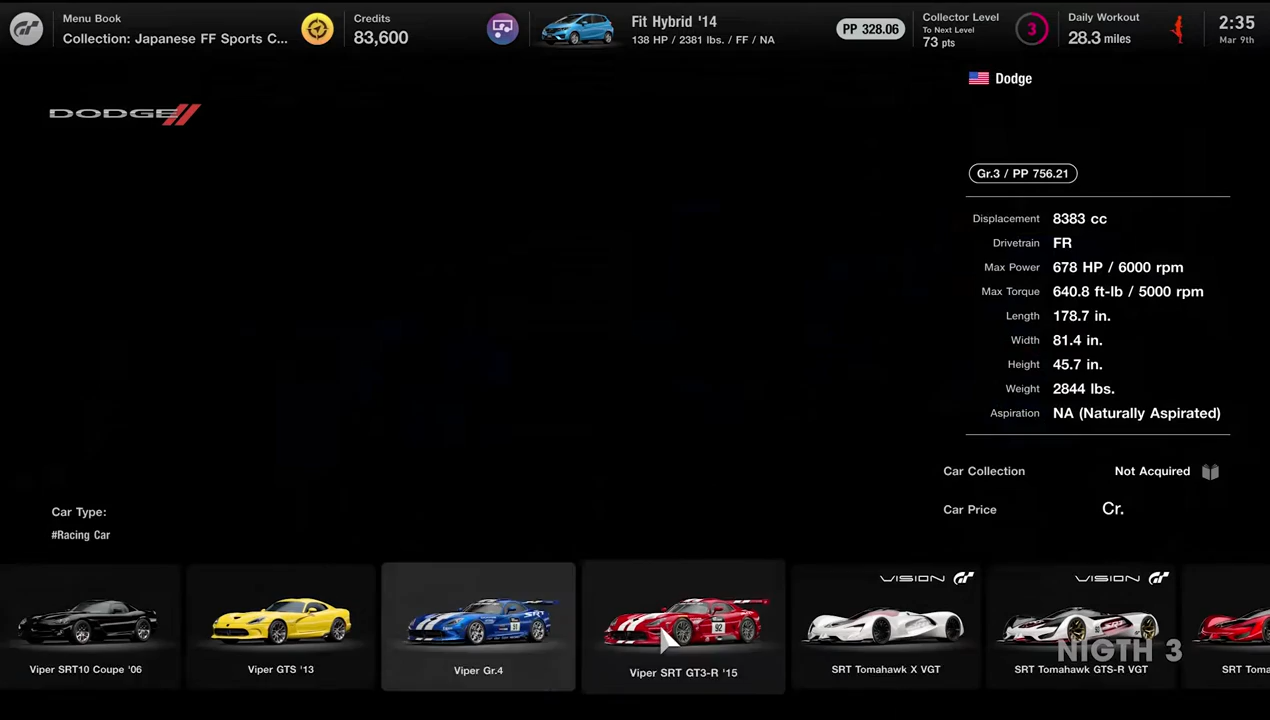 Menu Book
Collection: Japanese FF Sports C...
Credits
83,600
Fit Hybrid '14
138 HP / 2381 lbs. / FF / NA
PP 328.06
Collector Level
To Next Level
73 pts
3
Daily Workout
28.3 miles
2:35
Mar 9th
DODGE
Dodge
Gr.3 / PP 756.21
Displacement 8383 cc
Drivetrain FR
Max Power 678 HP / 6000 rpm
Max Torque 640.8 ft-lb / 5000 rpm
Length 178.7 in.
Width 81.4 in.
Height 45.7 in.
Weight 2844 lbs.
Aspiration NA (Naturally Aspirated)
Car Collection Not Acquired
Car Price Cr.
Car Type:
#Racing Car
VISION
VISION
92
Viper SRT10 Coupe '06
Viper GTS '13
Viper Gr.4
Viper SRT GT3-R '15
SRT Tomahawk X VGT
SRT Tomahawk GTS-R VGT
SRT Toma
NIGTH 3